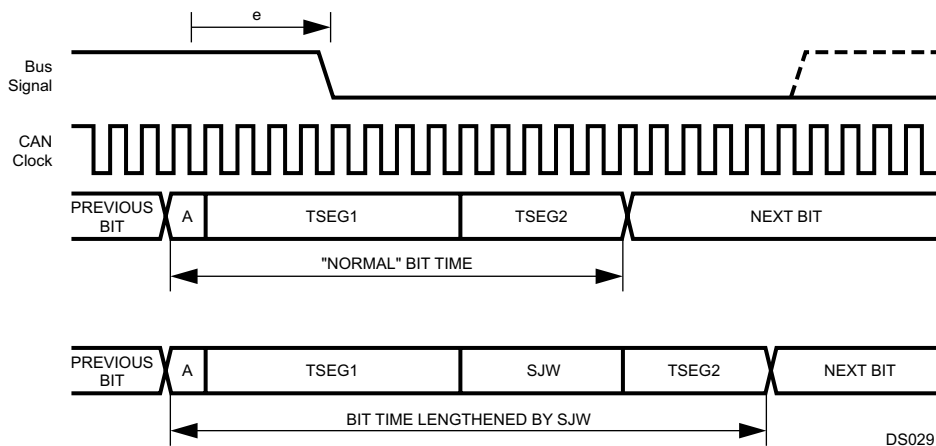 e
Bus
Signal
CAN
Clock
PREVIOUS
BIT
A
TSEG1
TSEG2
NEXT BIT
"NORMAL" BIT TIME
PREVIOUS
BIT
A
TSEG1
SJW
TSEG2
NEXT BIT
BIT TIME LENGTHENED BY SJW
DS029